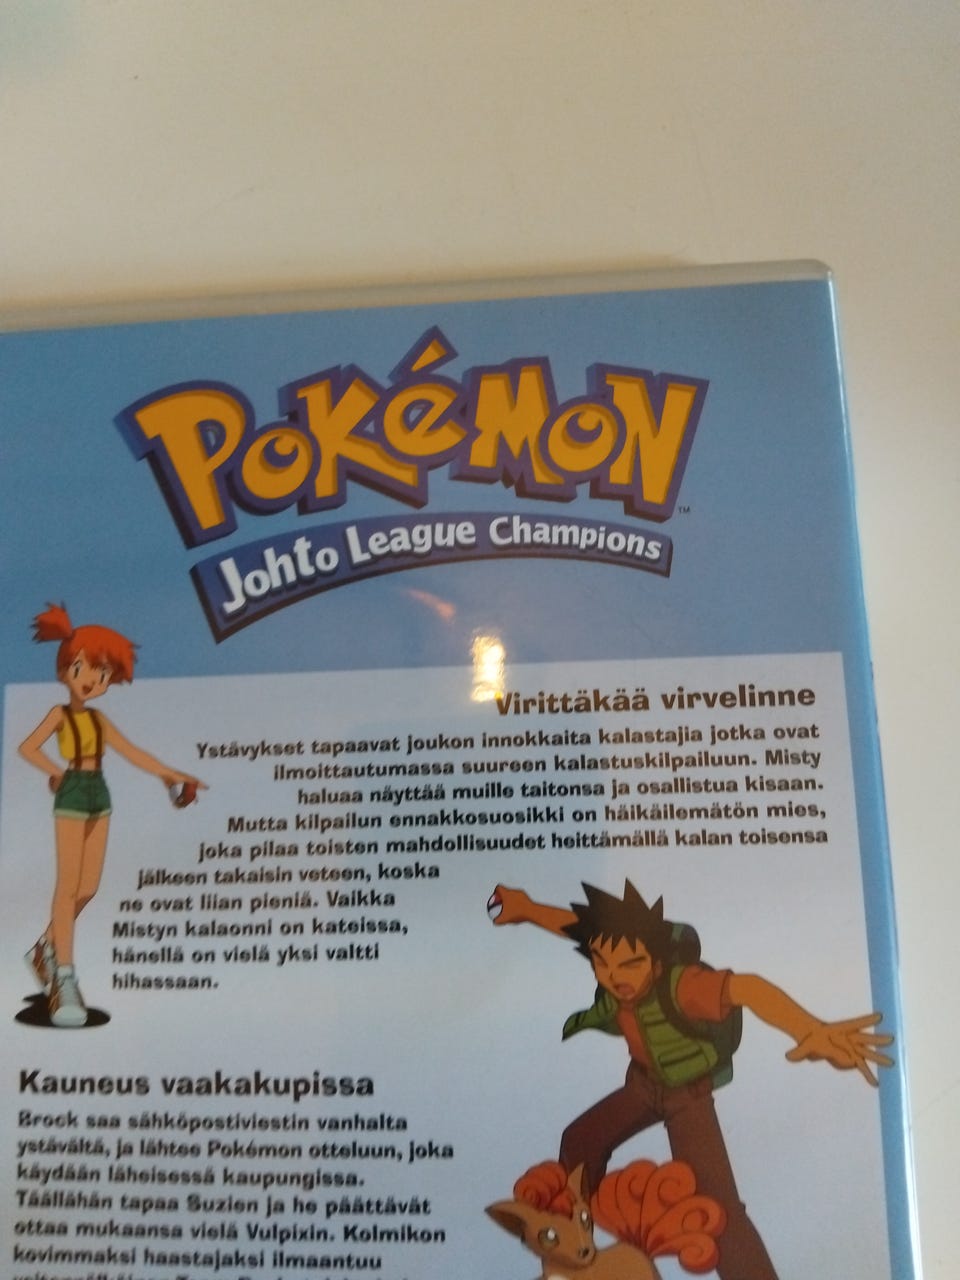 POKéMON
TM
Johto League Champions
Virittäkää virvelinne
Ystävykset tapaavat joukon innokkaita kalastajia jotka ovat
ilmoittautumassa suureen kalastuskilpailuun. Misty
haluaa näyttää muille taitonsa ja osallistua kisaan.
Mutta kilpailun ennakkosuosikki on häikäilemätön mies,
joka pilaa toisten mahdollisuudet heittämällä kalan toisensa
jälkeen takaisin veteen, koska
ne ovat liian pieniä. Vaikka
Mistyn kalaonni on kateissa,
hänellä on vielä yksi valtti
hihassaan.
Kauneus vaakakupissa
Brock saa sähköpostiviestin vanhalta
ystävältä, ja lähtee Pokémon otteluun, joka
käydään läheisessä kaupungissa.
Täällähän tapaa Suzien ja he päättävät
ottaa mukaansa vielä Vulpixin. Kolmikon
kovimmaksi haastajaksi ilmaantuu